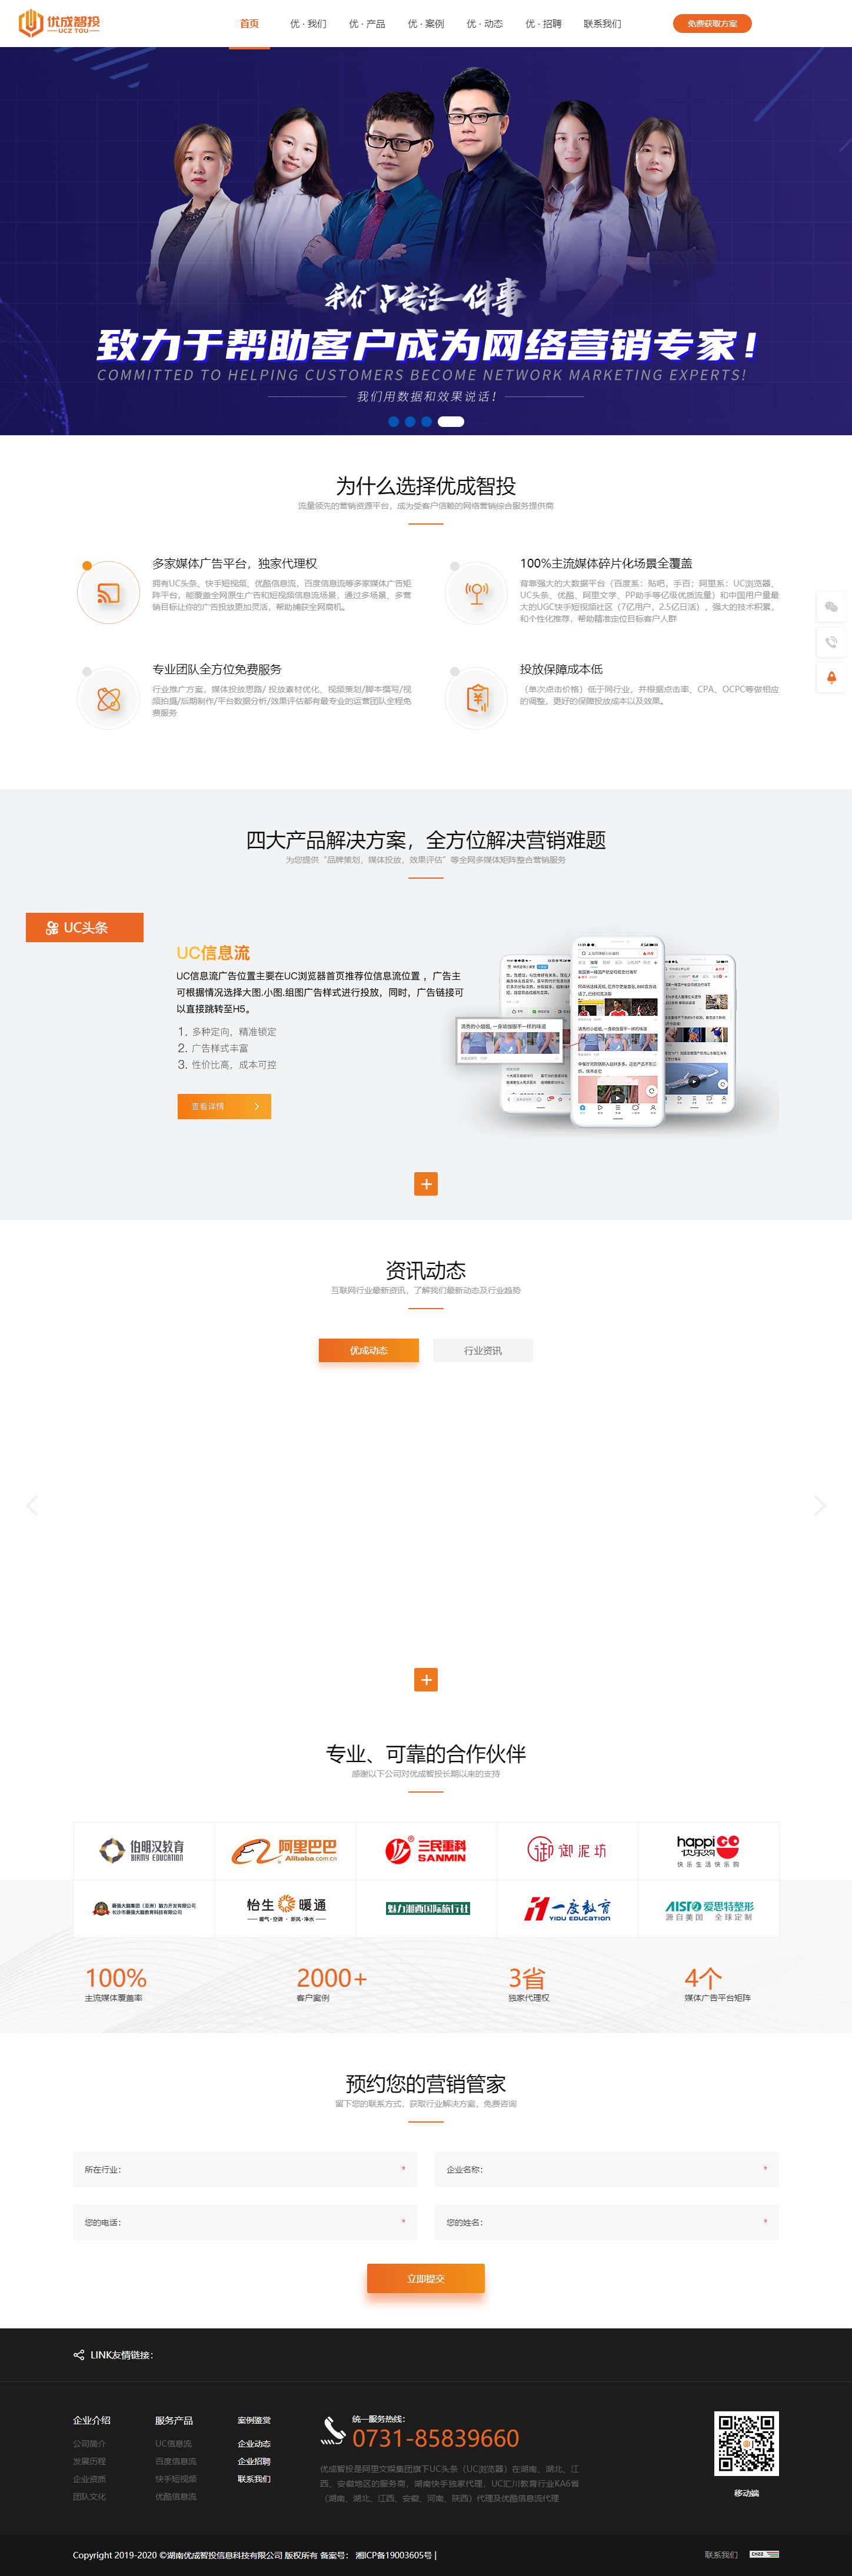 优成智投
UCZ TOU
首页
优 · 我们
优 · 产品
优 · 案例
优 · 动态
优 · 招聘
联系我们
免费获取方案
我们只专注一件事
致力于帮助客户成为网络营销专家！
COMMITTED TO HELPING CUSTOMERS BECOME NETWORK MARKETING EXPERTS!
我们用数据和效果说话！
为什么选择优成智投
流量领先的营销资源平台，成为受客户信赖的网络营销综合服务提供商
多家媒体广告平台，独家代理权
拥有UC头条、快手短视频、优酷信息流，百度信息流等多家媒体广告矩
阵平台，能覆盖全网原生广告和短视频信息流场景，通过多场景、多营
销目标让你的广告投放更加灵活，帮助捕获全网商机。
100%主流媒体碎片化场景全覆盖
背靠强大的大数据平台（百度系：贴吧，手百；阿里系：UC浏览器、
UC头条、优酷、阿里文学、PP助手等亿级优质流量）和中国用户量最
大的UGC快手短视频社区（7亿用户，2.5亿日活），强大的技术积累，
和个性化推荐，帮助精准定位目标客户人群
专业团队全方位免费服务
行业推广方案，媒体投放思路/ 投放素材优化、视频策划/脚本撰写/视
频拍摄/后期制作/平台数据分析/效果评估都有最专业的运营团队全程免
费服务
投放保障成本低
（单次点击价格）低于同行业，并根据点击率、CPA、OCPC等做相应
的调整，更好的保障投放成本以及效果。
四大产品解决方案，全方位解决营销难题
为您提供“品牌策划，媒体投放，效果评估”等全网多媒体矩阵整合营销服务
UC头条
UC信息流
UC信息流广告位置主要在UC浏览器首页推荐位信息流位置 ，广告主
可根据情况选择大图.小图.组图广告样式进行投放，同时，广告链接可
以直接跳转至H5。
1. 多种定向，精准锁定
2. 广告样式丰富
3. 性价比高，成本可控
查看详情
清秀的小姐姐，一身瑜伽服不一样的味道
资讯动态
互联网行业最新资讯，了解我们最新动态及行业趋势
优成动态
行业资讯
专业、可靠的合作伙伴
感谢以下公司对优成智投长期以来的支持
伯明汉教育
BIRMY EDUCATION
阿里巴巴
Alibaba.com.cn
三民重科
SANMIN
御泥坊
happi
快乐购
快乐生活快乐购
最强大脑集团（亚洲）脑力开发有限公司
长沙市最强大脑教育科技有限公司
怡生暖通
暖气·空调 · 新风·净水
魅力湘西国际旅行社
一度教育
YIDU EDUCATION
AIST 爱思特整形
源自美国 全球定制
100%
主流媒体覆盖率
2000+
客户案例
3省
独家代理权
4个
媒体广告平台矩阵
预约您的营销管家
留下您的联系方式，获取行业解决方案，免费咨询
所在行业： *
企业名称： *
您的电话： *
您的姓名： *
立即提交
LINK友情链接：
企业介绍
公司简介
发展历程
企业资质
团队文化
服务产品
UC信息流
百度信息流
快手短视频
优酷信息流
案例鉴赏
企业动态
企业招聘
联系我们
统一服务热线：
0731-85839660
优成智投是阿里文娱集团旗下UC头条（UC浏览器）在湖南、湖北、江
西、安徽地区的服务商，湖南快手独家代理，UC汇川教育行业KA6省
（湖南、湖北、江西、安徽、河南、陕西）代理及优酷信息流代理
移动端
Copyright 2019-2020 ©湖南优成智投信息科技有限公司 版权所有 备案号： 湘ICP备19003605号 |
联系我们
CNZZ